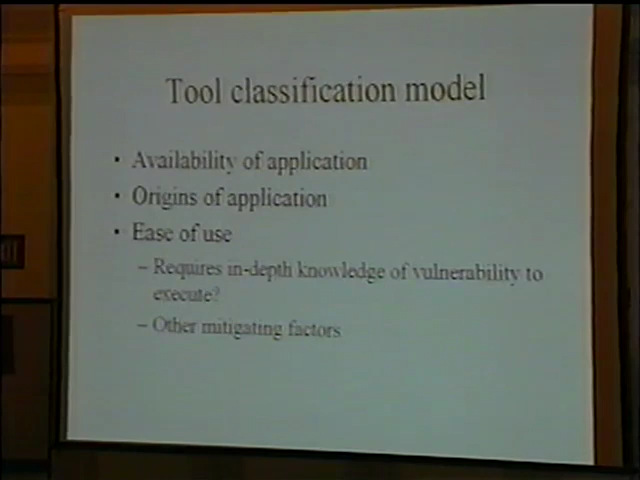 Tool classification model
• Availability of application
• Origins of application
• Ease of use
– Requires in-depth knowledge of vulnerability to
execute?
– Other mitigating factors